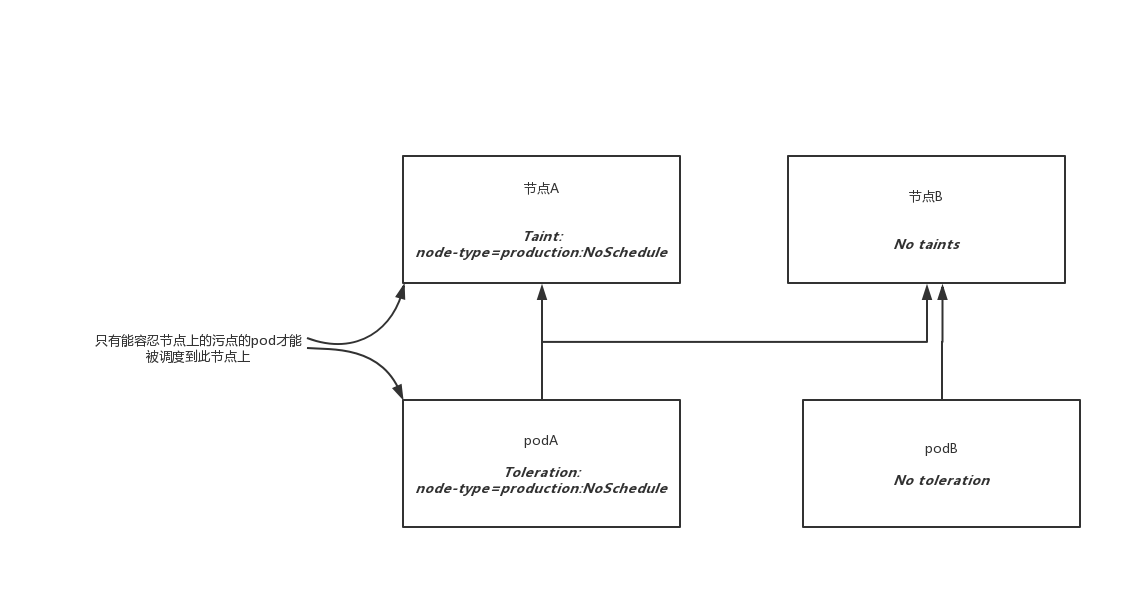 节点A
Taint:
node-type=production:NoSchedule
节点B
No taints
只有能容忍节点上的污点的pod才能
被调度到此节点上
podA
Toleration:
node-type=production:NoSchedule
podB
No toleration